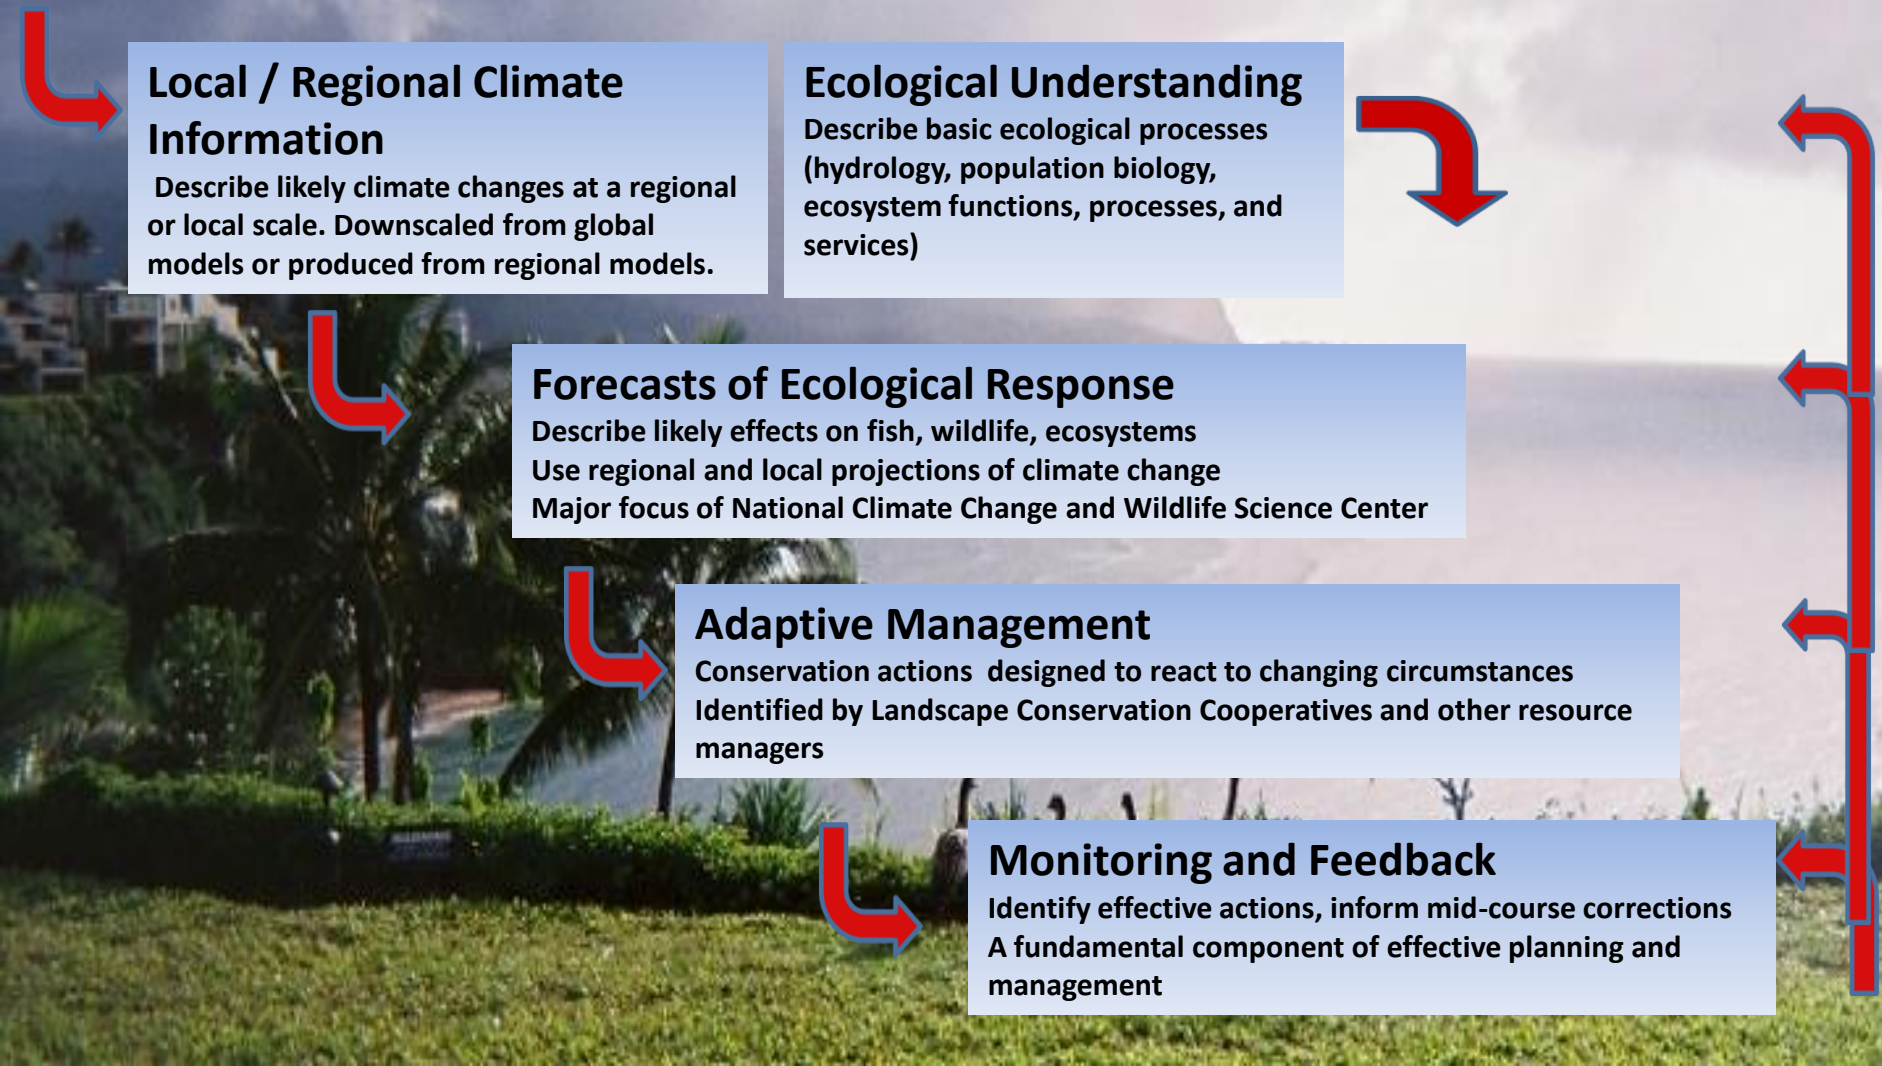 Local / Regional Climate
Information
Describe likely climate changes at a regional
or local scale. Downscaled from global
models or produced from regional models.
Ecological Understanding
Describe basic ecological processes
(hydrology, population biology,
ecosystem functions, processes, and
services)
Forecasts of Ecological Response
Describe likely effects on fish, wildlife, ecosystems
Use regional and local projections of climate change
Major focus of National Climate Change and Wildlife Science Center
Adaptive Management
Conservation actions  designed to react to changing circumstances
Identified by Landscape Conservation Cooperatives and other resource
managers
Monitoring and Feedback
Identify effective actions, inform mid-course corrections
A fundamental component of effective planning and
management